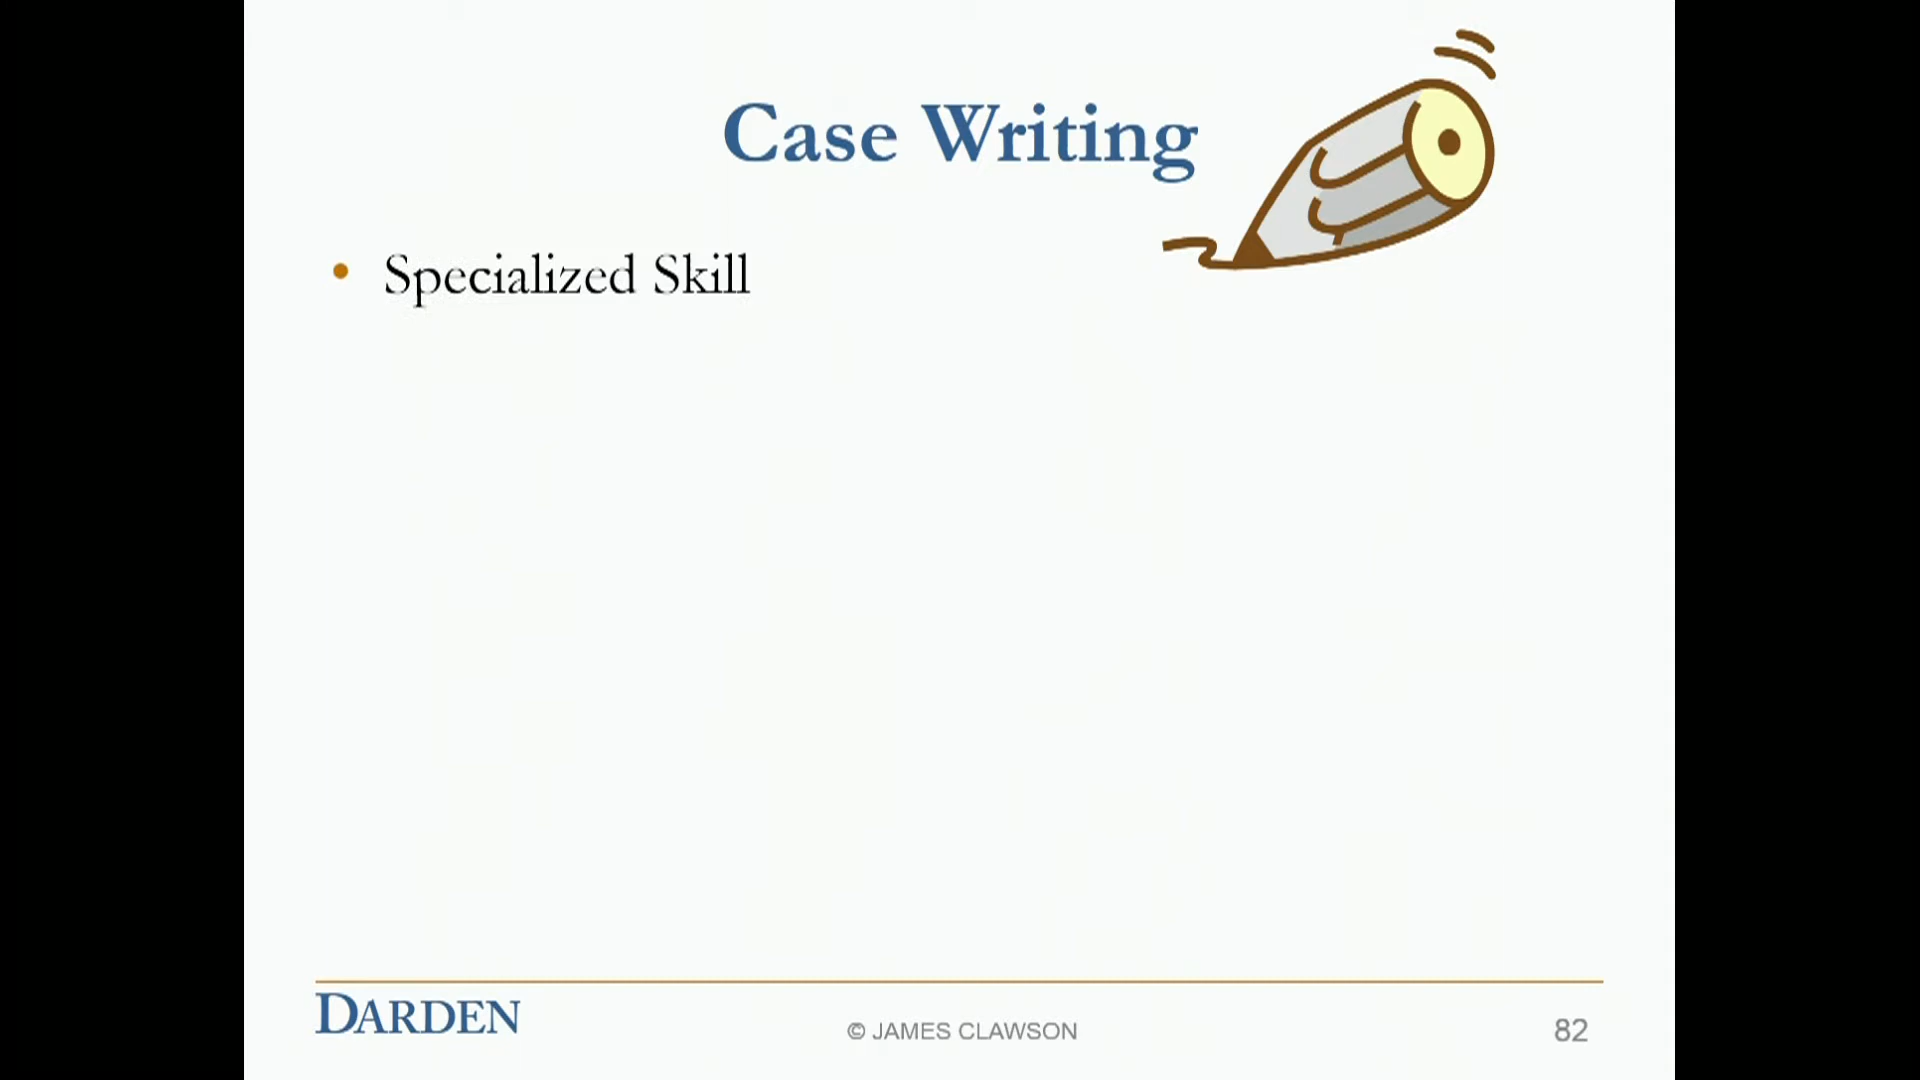 Case Writing
• Specialized Skill
DARDEN
© JAMES CLAWSON
82